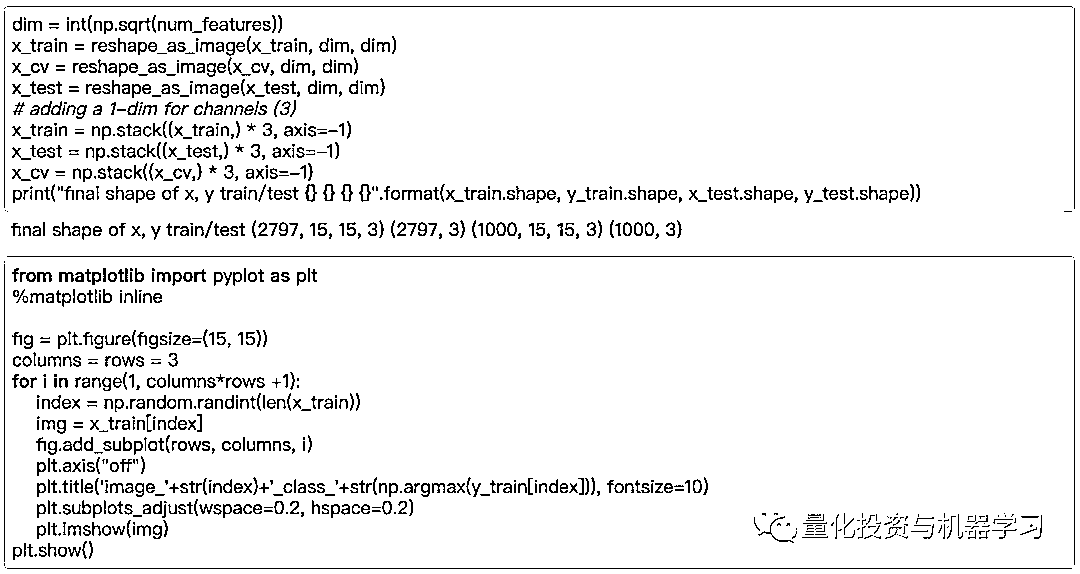 dim = int(np.sqrt(num_features))
x_train = reshape_as_image(x_train, dim, dim)
x_cv = reshape_as_image(x_cv, dim, dim)
x_test = reshape_as_image(x_test, dim, dim)
# adding a 1-dim for channels (3)
x_train = np.stack((x_train,) * 3, axis=-1)
x_test = np.stack((x_test,) * 3, axis=-1)
x_cv = np.stack((x_cv,) * 3, axis=-1)
print("final shape of x, y train/test {} {} {} {}".format(x_train.shape, y_train.shape, x_test.shape, y_test.shape))
final shape of x, y train/test (2797, 15, 15, 3) (2797, 3) (1000, 15, 15, 3) (1000, 3)
from matplotlib import pyplot as plt
%matplotlib inline
fig = plt.figure(figsize=(15, 15))
columns = rows = 3
for i in range(1, columns*rows +1):
    index = np.random.randint(len(x_train))
    img = x_train[index]
    fig.add_subplot(rows, columns, i)
    plt.axis("off")
    plt.title('image_'+str(index)+'_class_'+str(np.argmax(y_train[index])), fontsize=10)
    plt.subplots_adjust(wspace=0.2, hspace=0.2)
    plt.imshow(img)
plt.show()
量化投资与机器学习